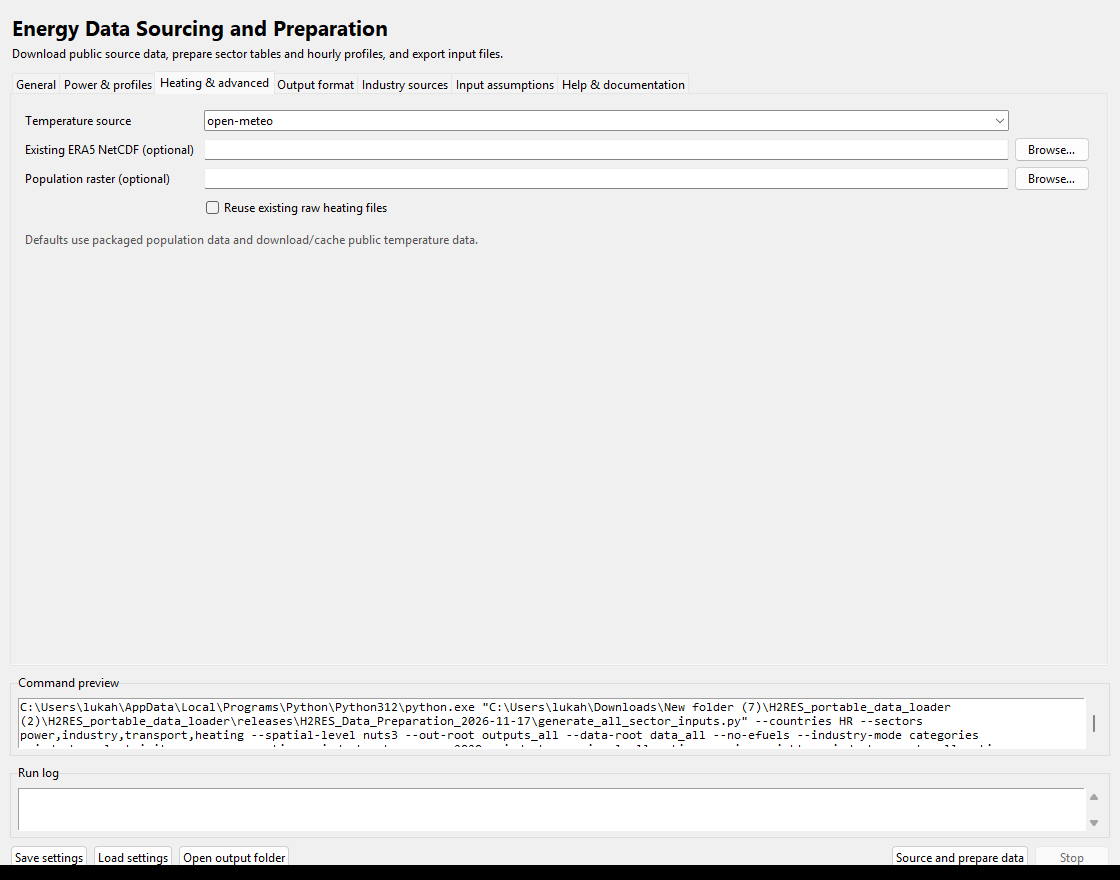 Energy Data Sourcing and Preparation
Download public source data, prepare sector tables and hourly profiles, and export input files.
General Power & profiles Heating & advanced Output format Industry sources Input assumptions Help & documentation
Temperature source open-meteo
Existing ERA5 NetCDF (optional) Browse...
Population raster (optional) Browse...
Reuse existing raw heating files
Defaults use packaged population data and download/cache public temperature data.
Command preview
C:\Users\lukah\AppData\Local\Programs\Python\Python312\python.exe "C:\Users\lukah\Downloads\New folder (7)\H2RES_portable_data_loader
(2)\H2RES_portable_data_loader\releases\H2RES_Data_Preparation_2026-11-17\generate_all_sector_inputs.py" --countries HR --sectors
power,industry,transport,heating --spatial-level nuts3 --out-root outputs_all --data-root data_all --no-efuels --industry-mode categories
Run log
Save settings Load settings Open output folder Source and prepare data Stop